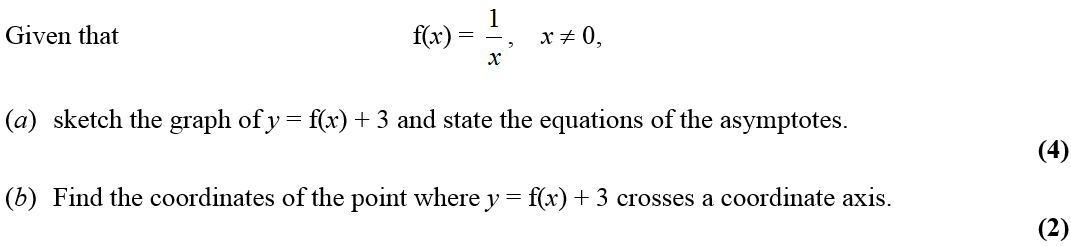 Given that f(x) = 1/x, x ≠ 0,
(a) sketch the graph of y = f(x) + 3 and state the equations of the asymptotes.
(4)
(b) Find the coordinates of the point where y = f(x) + 3 crosses a coordinate axis.
(2)